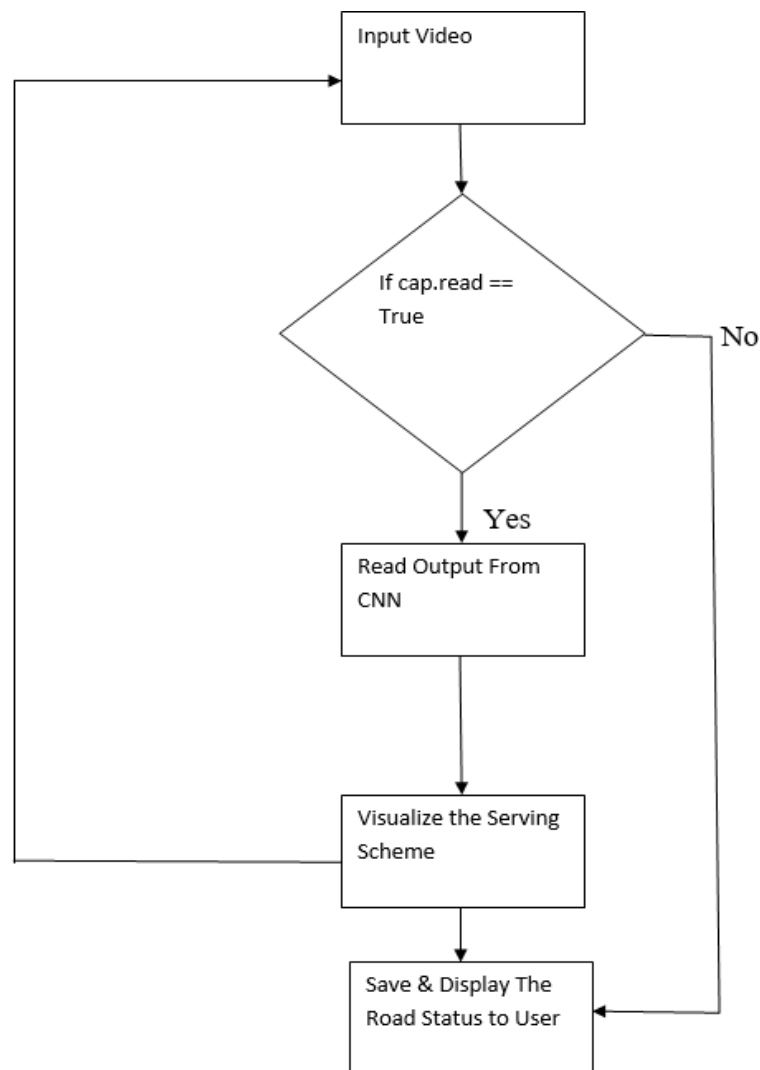 Input Video
If cap.read ==
True
No
Yes
Read Output From
CNN
Visualize the Serving
Scheme
Save & Display The
Road Status to User